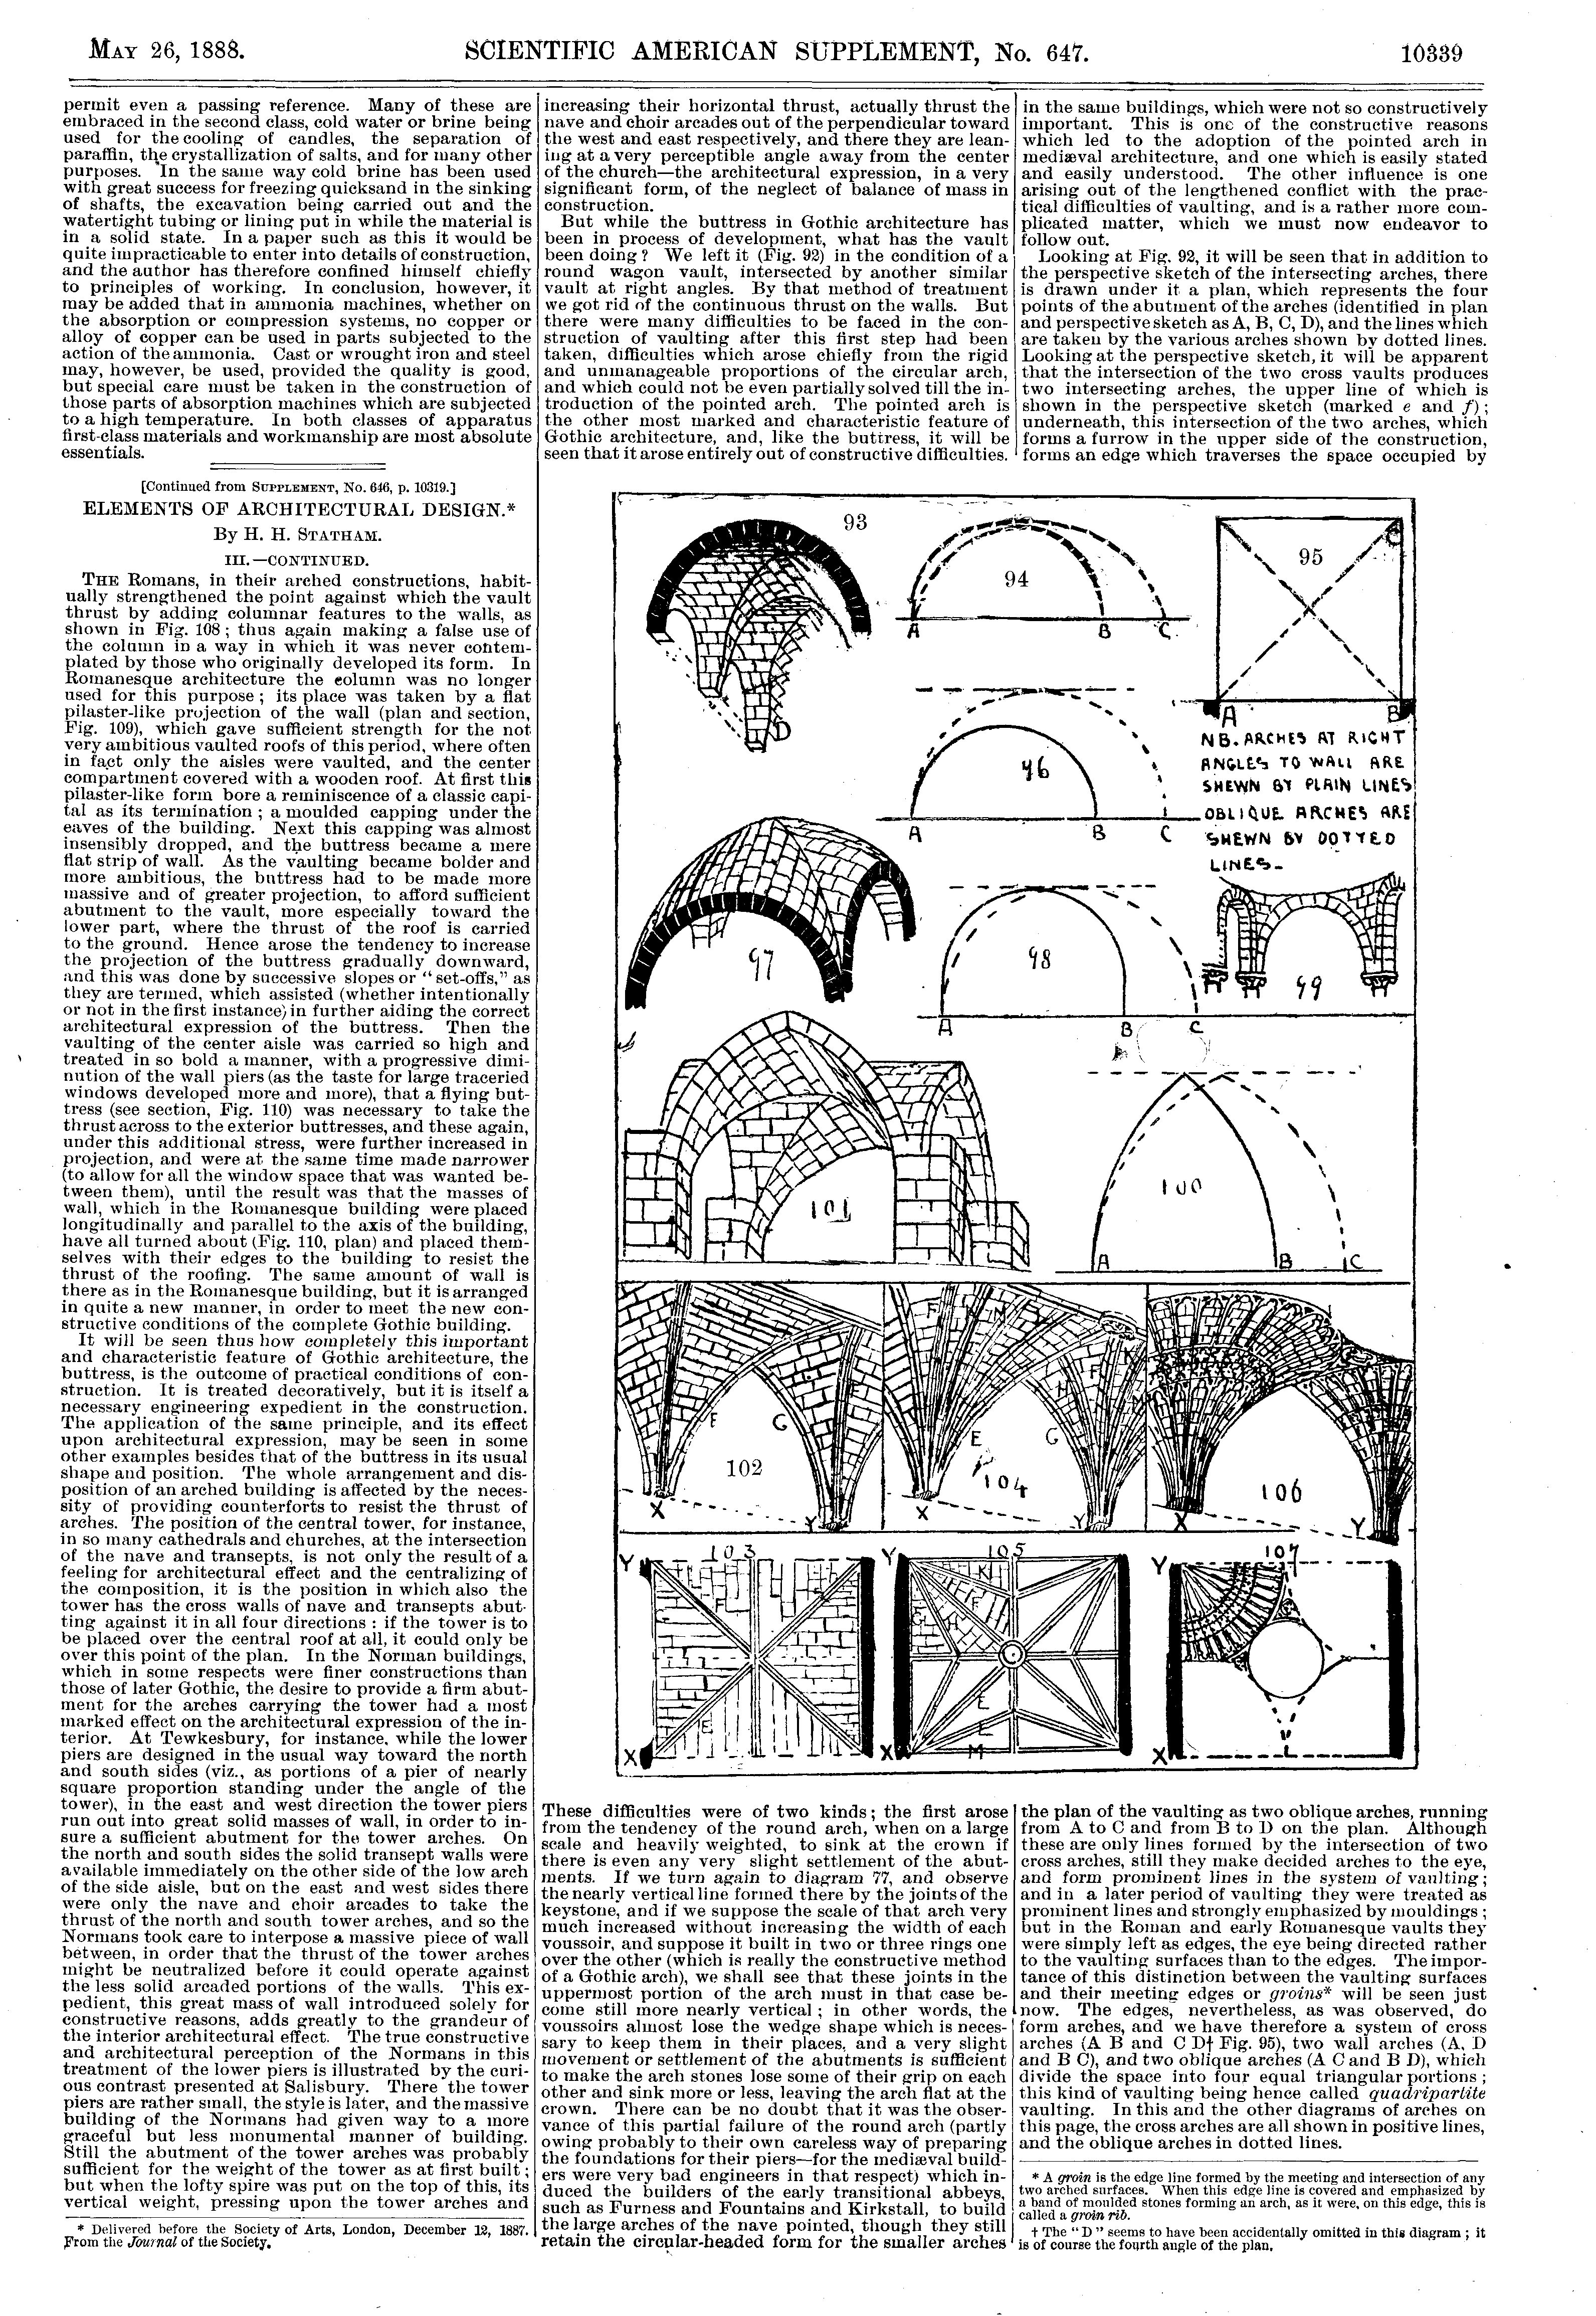 MAY 26, 1888.
SCIENTIFIC AMERICAN SUPPLEMENT, No. 647.
10339
permit even a passing reference. Many of these are
embraced in the second class, cold water or brine being
used for the cooling of candles, the separation of
paraffin, the crystallization of salts, and for many other
purposes. In the same way cold brine has been used
with great success for freezing quicksand in the sinking
of shafts, the excavation being carried out and the
watertight tubing or lining put in while the material is
in a solid state. In a paper such as this it would be
quite impracticable to enter into details of construction,
and the author has therefore confined himself chiefly
to principles of working. In conclusion, however, it
may be added that in ammonia machines, whether on
the absorption or compression systems, no copper or
alloy of copper can be used in parts subjected to the
action of the ammonia. Cast or wrought iron and steel
may, however, be used, provided the quality is good,
but special care must be taken in the construction of
those parts of absorption machines which are subjected
to a high temperature. In both classes of apparatus
first-class materials and workmanship are most absolute
essentials.
[Continued from SUPPLEMENT, No. 646, p. 10319.]
ELEMENTS OF ARCHITECTURAL DESIGN.*
By H. H. STATHAM.
III.—CONTINUED.
THE Romans, in their arched constructions, habit-
ually strengthened the point against which the vault
thrust by adding columnar features to the walls, as
shown in Fig. 108; thus again making a false use of
the column in a way in which it was never contem-
plated by those who originally developed its form. In
Romanesque architecture the column was no longer
used for this purpose; its place was taken by a flat
pilaster-like projection of the wall (plan and section,
Fig. 109), which gave sufficient strength for the not
very ambitious vaulted roofs of this period, where often
in fact only the aisles were vaulted, and the center
compartment covered with a wooden roof. At first this
pilaster-like form bore a reminiscence of a classic capi-
tal as its termination; a moulded capping under the
eaves of the building. Next this capping was almost
insensibly dropped, and the buttress became a mere
flat strip of wall. As the vaulting became bolder and
more ambitious, the buttress had to be made more
massive and of greater projection, to afford sufficient
abutment to the vault, more especially toward the
lower part, where the thrust of the roof is carried
to the ground. Hence arose the tendency to increase
the projection of the buttress gradually downward,
and this was done by successive slopes or "set-offs," as
they are termed, which assisted (whether intentionally
or not in the first instance) in further aiding the correct
architectural expression of the buttress. Then the
vaulting of the center aisle was carried so high and
treated in so bold a manner, with a progressive dimi-
nution of the wall piers (as the taste for large traceried
windows developed more and more), that a flying but-
tress (see section, Fig. 110) was necessary to take the
thrust across to the exterior buttresses, and these again,
under this additional stress, were further increased in
projection, and were at the same time made narrower
(to allow for all the window space that was wanted be-
tween them), until the result was that the masses of
wall, which in the Romanesque building were placed
longitudinally and parallel to the axis of the building,
have all turned about (Fig. 110, plan) and placed them-
selves with their edges to the building to resist the
thrust of the roofing. The same amount of wall is
there as in the Romanesque building, but it is arranged
in quite a new manner, in order to meet the new con-
structive conditions of the complete Gothic building.
It will be seen thus how completely this important
and characteristic feature of Gothic architecture, the
buttress, is the outcome of practical conditions of con-
struction. It is treated decoratively, but it is itself a
necessary engineering expedient in the construction.
The application of the same principle, and its effect
upon architectural expression, may be seen in some
other examples besides that of the buttress in its usual
shape and position. The whole arrangement and dis-
position of an arched building is affected by the neces-
sity of providing counterforts to resist the thrust of
arches. The position of the central tower, for instance,
in so many cathedrals and churches, at the intersection
of the nave and transepts, is not only the result of a
feeling for architectural effect and the centralizing of
the composition, it is the position in which also the
tower has the cross walls of nave and transepts abut-
ting against it in all four directions: if the tower is to
be placed over the central roof at all, it could only be
over this point of the plan. In the Norman buildings,
which in some respects were finer constructions than
those of later Gothic, the desire to provide a firm abut-
ment for the arches carrying the tower had a most
marked effect on the architectural expression of the in-
terior. At Tewkesbury, for instance, while the lower
piers are designed in the usual way toward the north
and south sides (viz., as portions of a pier of nearly
square proportion standing under the angle of the
tower), in the east and west direction the tower piers
run out into great solid masses of wall, in order to in-
sure a sufficient abutment for the tower arches. On
the north and south sides the solid transept walls were
available immediately on the other side of the low arch
of the side aisle, but on the east and west sides there
were only the nave and choir arcades to take the
thrust of the north and south tower arches, and so the
Normans took care to interpose a massive piece of wall
between, in order that the thrust of the tower arches
might be neutralized before it could operate against
the less solid arcaded portions of the walls. This ex-
pedient, this great mass of wall introduced solely for
constructive reasons, adds greatly to the grandeur of
the interior architectural effect. The true constructive
and architectural perception of the Normans in this
treatment of the lower piers is illustrated by the curi-
ous contrast presented at Salisbury. There the tower
piers are rather small, the style is later, and the massive
building of the Normans had given way to a more
graceful but less monumental manner of building.
Still the abutment of the tower arches was probably
sufficient for the weight of the tower as at first built;
but when the lofty spire was put on the top of this, its
vertical weight, pressing upon the tower arches and
* Delivered before the Society of Arts, London, December 12, 1887.
From the Journal of the Society.
increasing their horizontal thrust, actually thrust the
nave and choir arcades out of the perpendicular toward
the west and east respectively, and there they are lean-
ing at a very perceptible angle away from the center
of the church—the architectural expression, in a very
significant form, of the neglect of balance of mass in
construction.
But while the buttress in Gothic architecture has
been in process of development, what has the vault
been doing? We left it (Fig. 92) in the condition of a
round wagon vault, intersected by another similar
vault at right angles. By that method of treatment
we got rid of the continuous thrust on the walls. But
there were many difficulties to be faced in the con-
struction of vaulting after this first step had been
taken, difficulties which arose chiefly from the rigid
and unmanageable proportions of the circular arch,
and which could not be even partially solved till the in-
troduction of the pointed arch. The pointed arch is
the other most marked and characteristic feature of
Gothic architecture, and, like the buttress, it will be
seen that it arose entirely out of constructive difficulties.
in the same buildings, which were not so constructively
important. This is one of the constructive reasons
which led to the adoption of the pointed arch in
mediæval architecture, and one which is easily stated
and easily understood. The other influence is one
arising out of the lengthened conflict with the prac-
tical difficulties of vaulting, and is a rather more com-
plicated matter, which we must now endeavor to
follow out.
Looking at Fig. 92, it will be seen that in addition to
the perspective sketch of the intersecting arches, there
is drawn under it a plan, which represents the four
points of the abutment of the arches (identified in plan
and perspective sketch as A, B, C, D), and the lines which
are taken by the various arches shown by dotted lines.
Looking at the perspective sketch, it will be apparent
that the intersection of the two cross vaults produces
two intersecting arches, the upper line of which is
shown in the perspective sketch (marked e and f);
underneath, this intersection of the two arches, which
forms a furrow in the upper side of the construction,
forms an edge which traverses the space occupied by
93
D
94
A B C
95
C
A B
NB. ARCHES AT RIGHT
ANGLES TO WALL ARE
SHEWN BY PLAIN LINES
OBLIQUE ARCHES ARE
SHEWN BY DOTTED
LINES.
96
A B C
97
98
A B C
99
101
100
A B C
102
F G
X Y
104
F N M
F N
H
E G
X Y
106
X Y
103
Y
F
E
X
105
Y
K
F
G
E
E
X M
107
Y
X L
These difficulties were of two kinds; the first arose
from the tendency of the round arch, when on a large
scale and heavily weighted, to sink at the crown if
there is even any very slight settlement of the abut-
ments. If we turn again to diagram 77, and observe
the nearly vertical line formed there by the joints of the
keystone, and if we suppose the scale of that arch very
much increased without increasing the width of each
voussoir, and suppose it built in two or three rings one
over the other (which is really the constructive method
of a Gothic arch), we shall see that these joints in the
uppermost portion of the arch must in that case be-
come still more nearly vertical; in other words, the
voussoirs almost lose the wedge shape which is neces-
sary to keep them in their places, and a very slight
movement or settlement of the abutments is sufficient
to make the arch stones lose some of their grip on each
other and sink more or less, leaving the arch flat at the
crown. There can be no doubt that it was the obser-
vance of this partial failure of the round arch (partly
owing probably to their own careless way of preparing
the foundations for their piers—for the mediæval build-
ers were very bad engineers in that respect) which in-
duced the builders of the early transitional abbeys,
such as Furness and Fountains and Kirkstall, to build
the large arches of the nave pointed, though they still
retain the circular-headed form for the smaller arches
the plan of the vaulting as two oblique arches, running
from A to C and from B to D on the plan. Although
these are only lines formed by the intersection of two
cross arches, still they make decided arches to the eye,
and form prominent lines in the system of vaulting;
and in a later period of vaulting they were treated as
prominent lines and strongly emphasized by mouldings;
but in the Roman and early Romanesque vaults they
were simply left as edges, the eye being directed rather
to the vaulting surfaces than to the edges. The impor-
tance of this distinction between the vaulting surfaces
and their meeting edges or groins* will be seen just
now. The edges, nevertheless, as was observed, do
form arches, and we have therefore a system of cross
arches (A B and C D† Fig. 95), two wall arches (A, D
and B C), and two oblique arches (A C and B D), which
divide the space into four equal triangular portions;
this kind of vaulting being hence called quadripartite
vaulting. In this and the other diagrams of arches on
this page, the cross arches are all shown in positive lines,
and the oblique arches in dotted lines.
* A groin is the edge line formed by the meeting and intersection of any
two arched surfaces. When this edge line is covered and emphasized by
a band of moulded stones forming an arch, as it were, on this edge, this is
called a groin rib.
† The "D" seems to have been accidentally omitted in this diagram; it
is of course the fourth angle of the plan.